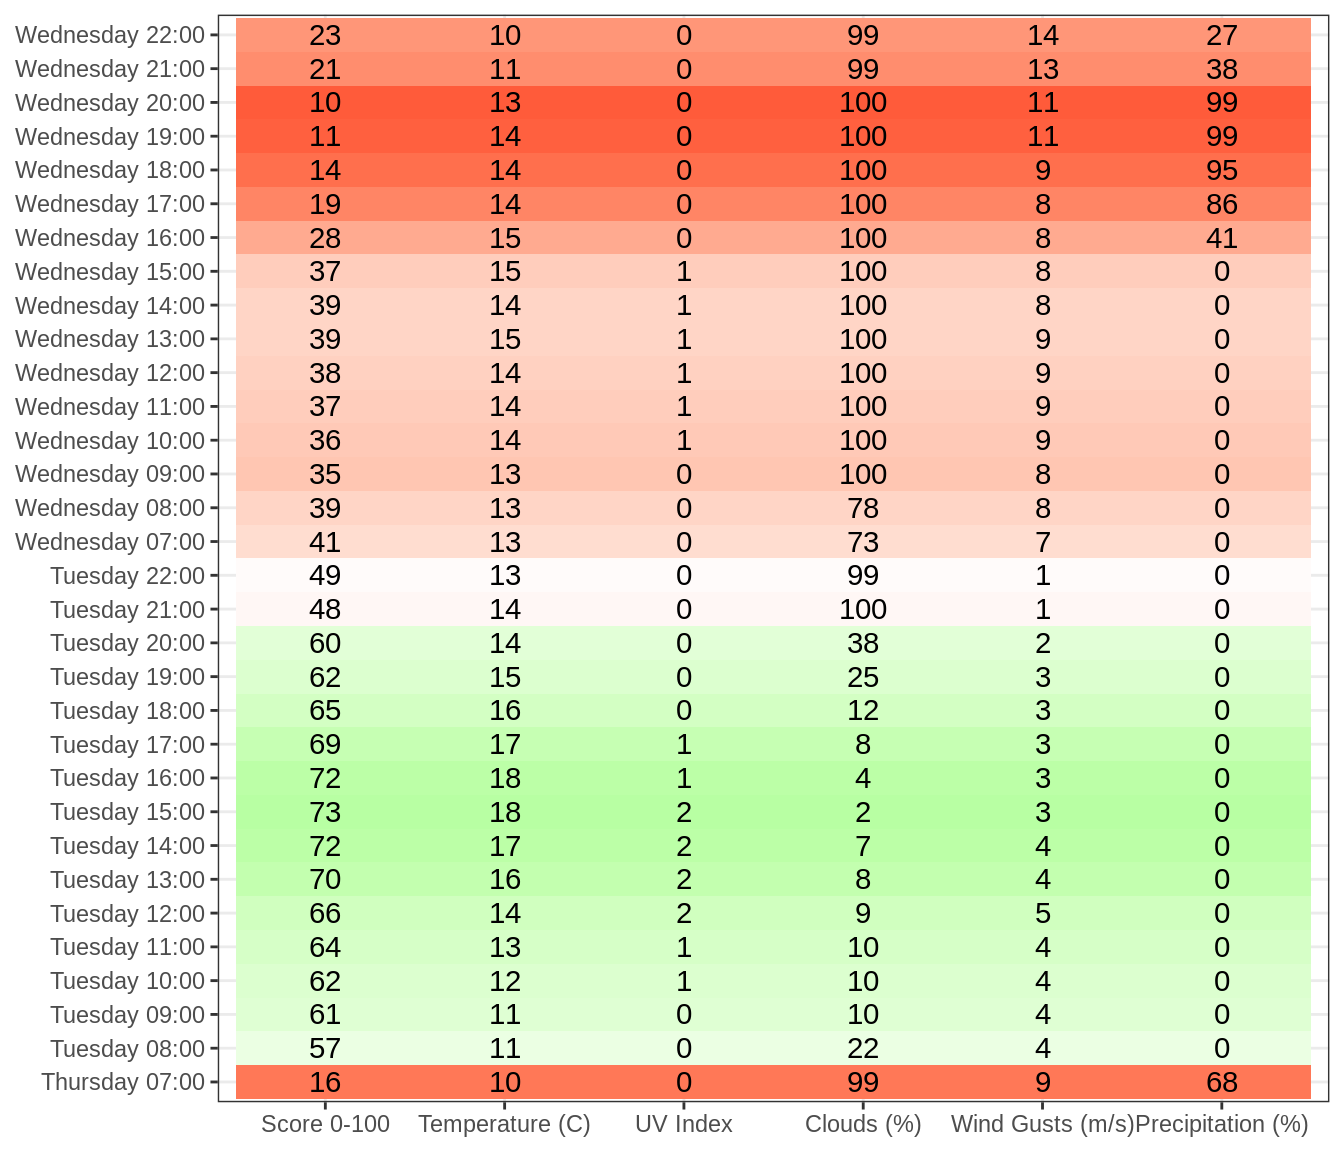 Wednesday 22:00 23 10 0 99 14 27
Wednesday 21:00 21 11 0 99 13 38
Wednesday 20:00 10 13 0 100 11 99
Wednesday 19:00 11 14 0 100 11 99
Wednesday 18:00 14 14 0 100 9 95
Wednesday 17:00 19 14 0 100 8 86
Wednesday 16:00 28 15 0 100 8 41
Wednesday 15:00 37 15 1 100 8 0
Wednesday 14:00 39 14 1 100 8 0
Wednesday 13:00 39 15 1 100 9 0
Wednesday 12:00 38 14 1 100 9 0
Wednesday 11:00 37 14 1 100 9 0
Wednesday 10:00 36 14 1 100 9 0
Wednesday 09:00 35 13 0 100 8 0
Wednesday 08:00 39 13 0 78 8 0
Wednesday 07:00 41 13 0 73 7 0
Tuesday 22:00 49 13 0 99 1 0
Tuesday 21:00 48 14 0 100 1 0
Tuesday 20:00 60 14 0 38 2 0
Tuesday 19:00 62 15 0 25 3 0
Tuesday 18:00 65 16 0 12 3 0
Tuesday 17:00 69 17 1 8 3 0
Tuesday 16:00 72 18 1 4 3 0
Tuesday 15:00 73 18 2 2 3 0
Tuesday 14:00 72 17 2 7 4 0
Tuesday 13:00 70 16 2 8 4 0
Tuesday 12:00 66 14 2 9 5 0
Tuesday 11:00 64 13 1 10 4 0
Tuesday 10:00 62 12 1 10 4 0
Tuesday 09:00 61 11 0 10 4 0
Tuesday 08:00 57 11 0 22 4 0
Thursday 07:00 16 10 0 99 9 68
Score 0-100 Temperature (C) UV Index Clouds (%) Wind Gusts (m/s) Precipitation (%)